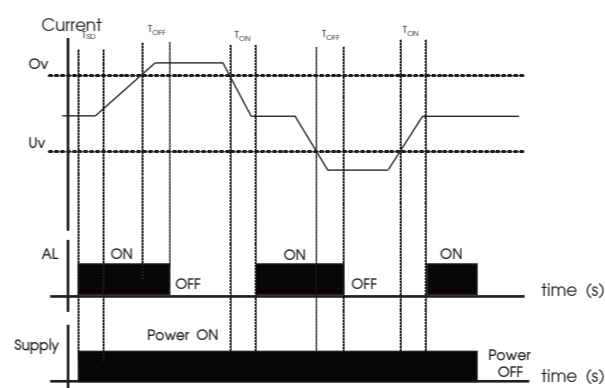 Current
TSD TOFF TON TOFF TON
Ov
Uv
AL ON OFF ON OFF ON
time (s)
Supply Power ON
Power
OFF time (s)